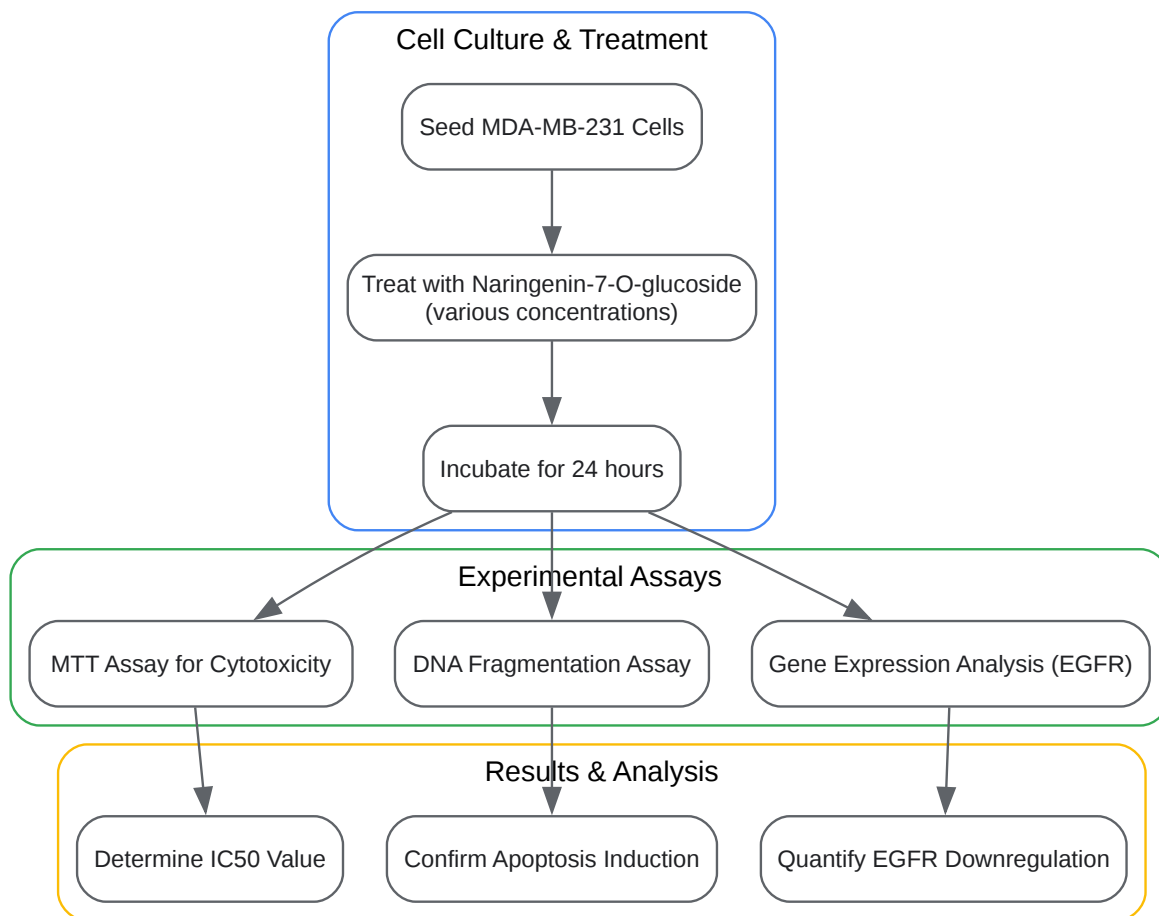 Cell Culture & Treatment
Seed MDA-MB-231 Cells
Treat with Naringenin-7-O-glucoside
(various concentrations)
Incubate for 24 hours
Experimental Assays
MTT Assay for Cytotoxicity
DNA Fragmentation Assay
Gene Expression Analysis (EGFR)
Results & Analysis
Determine IC50 Value
Confirm Apoptosis Induction
Quantify EGFR Downregulation